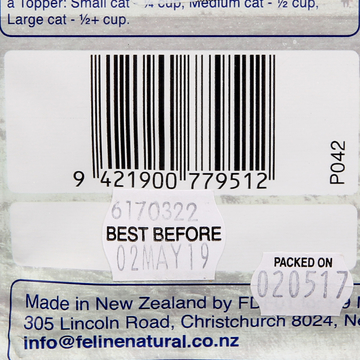 a Topper: Small cat - ¼ cup, Medium cat - ½ cup,
Large cat - ½+ cup.
9 421900 779512
P042
6170322
BEST BEFORE
02MAY19
PACKED ON
020517
Made in New Zealand by
305 Lincoln Road, Christchurch 8024,
info@felinenatural.co.nz